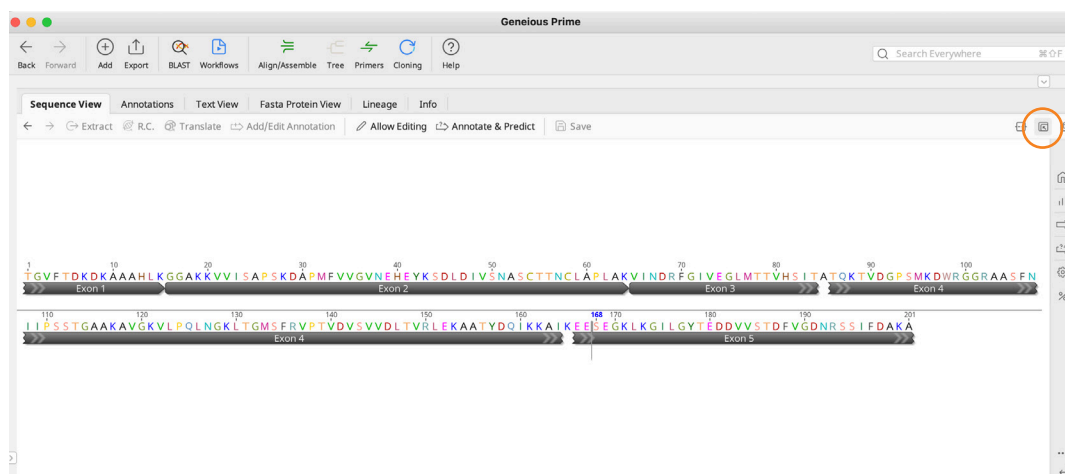 Geneious Prime
Back Forward Add Export BLAST Workflows Align/Assemble Tree Primers Cloning Help
Search Everywhere ⌘⇧F
Sequence View Annotations Text View Fasta Protein View Lineage Info
Extract R.C. Translate Add/Edit Annotation Allow Editing Annotate & Predict Save
1 10 20 30 40 50 60 70 80 90 100
TGVFTDKDKAAAHLKGGAKKVVISAPSKDAPMFVVGVNEHEYKSDLDIVSNASCTTNCLAPLAKVINDRFGIVEGLMTTVHSITATQKTVDGPSMKDWRGGRAASFN
Exon 1 Exon 2 Exon 3 Exon 4
110 120 130 140 150 160 168 170 180 190 201
IIPSSTGAAKAVGKVLPQLNGKLTGMSFRVPTVDVSVVDLTVRLEKAATYDQIKKAIKEESEGKLKGILGYTEDDVVSTDFVGDNRSSIFDAKA
Exon 4 Exon 5